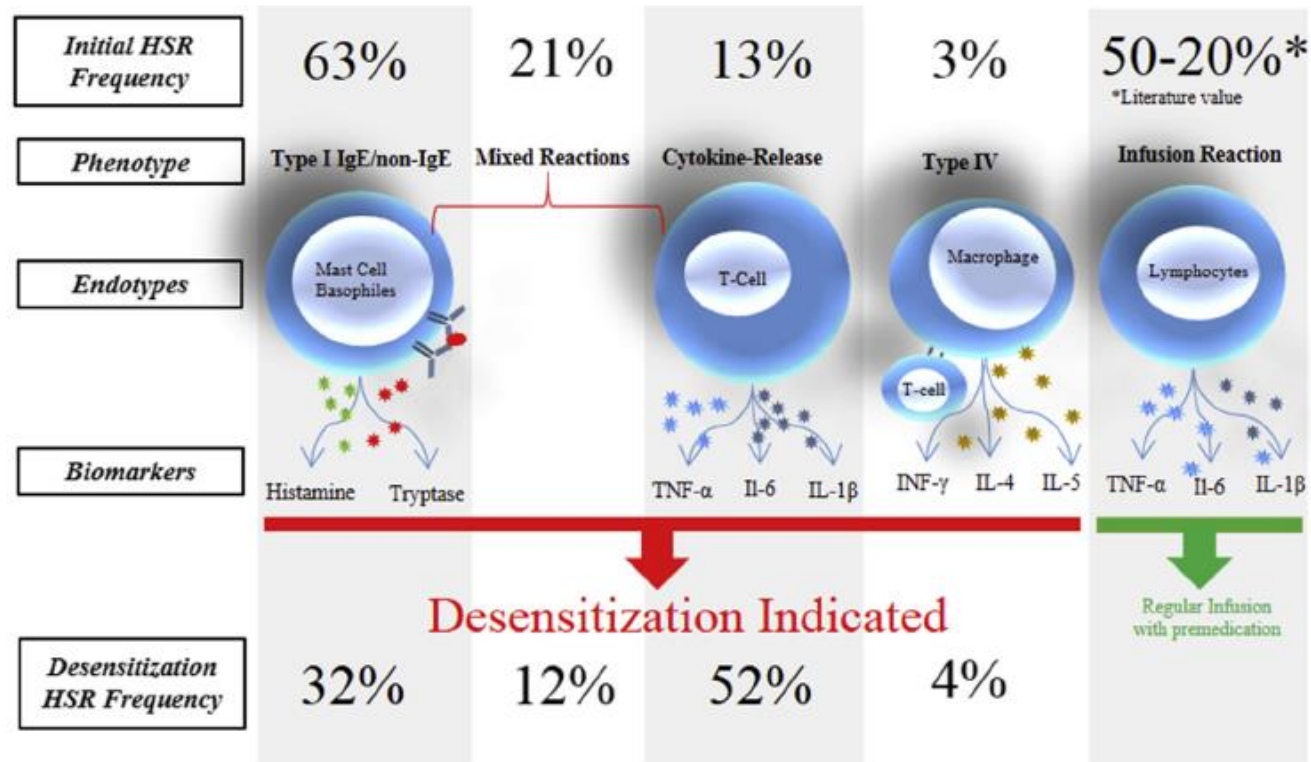 Initial HSR
Frequency
63%
21%
13%
3%
50-20%*
*Literature value
Phenotype
Type I IgE/non-IgE
Mixed Reactions
Cytokine-Release
Type IV
Infusion Reaction
Endotypes
Mast Cell
Basophiles
T-Cell
Macrophage
T-cell
Lymphocytes
Biomarkers
Histamine
Tryptase
TNF-α
Il-6
IL-1β
INF-γ
IL-4
IL-5
TNF-α
Il-6
IL-1β
Desensitization Indicated
Regular Infusion
with premedication
Desensitization
HSR Frequency
32%
12%
52%
4%